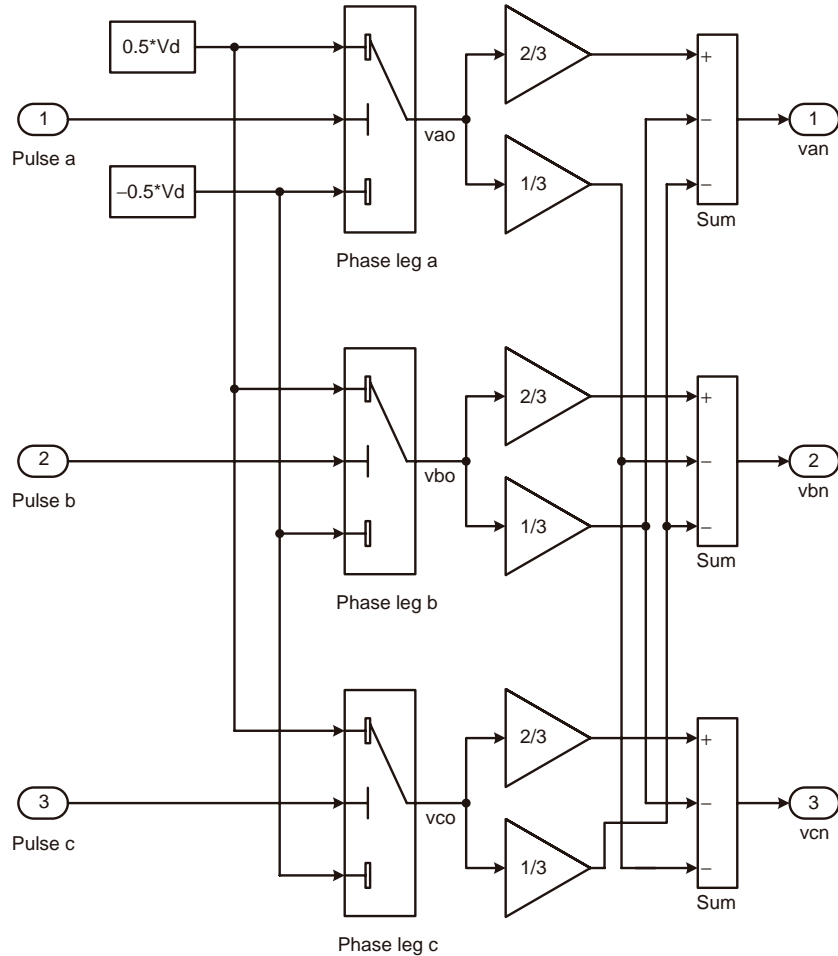 0.5*Vd
2/3
+
1
−
1
Pulse a
vao
van
−0.5*Vd
1/3
−
Sum
Phase leg a
2/3
+
2
−
2
Pulse b
vbo
vbn
1/3
−
Sum
Phase leg b
2/3
+
3
−
3
Pulse c
vco
vcn
1/3
−
Sum
Phase leg c